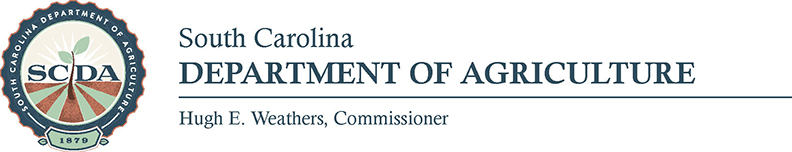 SOUTH CAROLINA DEPARTMENT OF AGRICULTURE
SCDA
1879
South Carolina
DEPARTMENT OF AGRICULTURE
Hugh E. Weathers, Commissioner